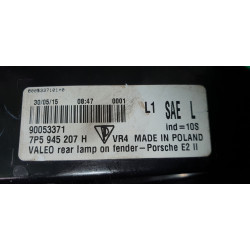 30/05/15 08:47 0001
L1 SAE L
ind=10S
90053371
7P5 945 207 H VR4 MADE IN POLAND
VALEO rear lamp on fender-Porsche E2 II